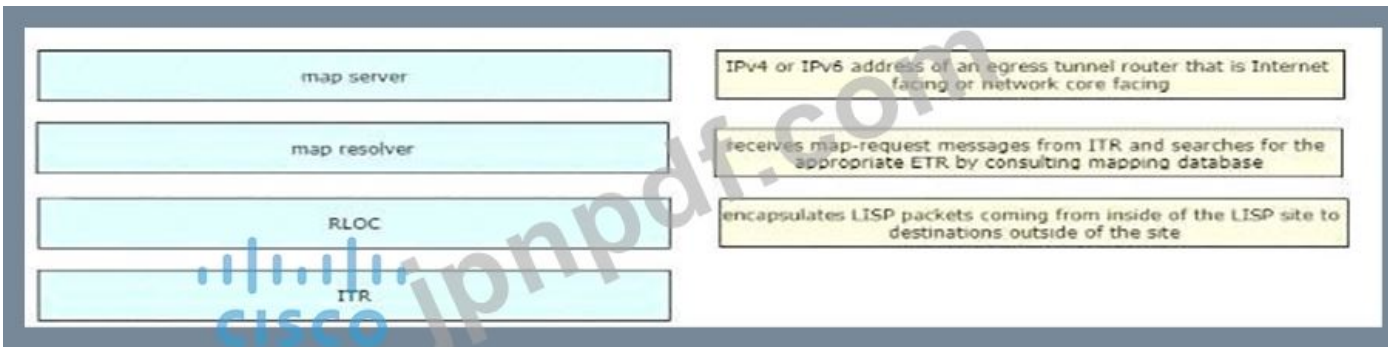 map server
IPv4 or IPv6 address of an egress tunnel router that is Internet
facing or network core facing
map resolver
receives map-request messages from ITR and searches for the
appropriate ETR by consulting mapping database
RLOC
encapsulates LISP packets coming from inside of the LISP site to
destinations outside of the site
ITR
CISCO
jpnpdf.com